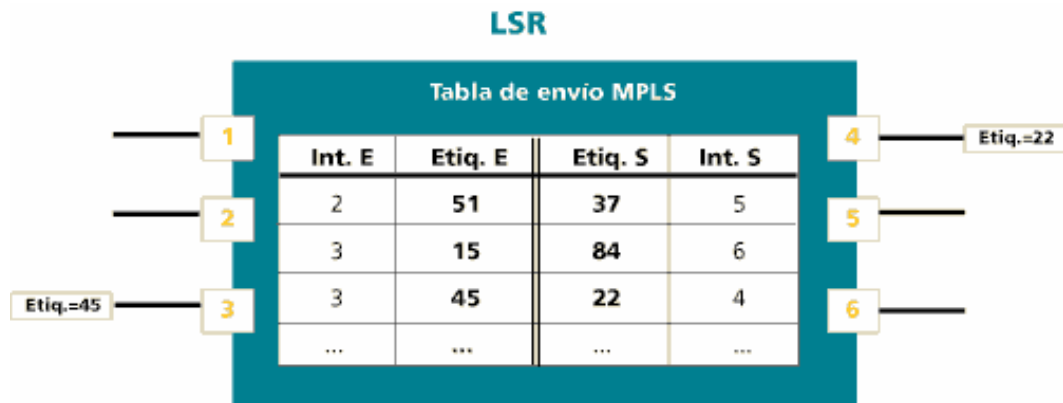 LSR
Tabla de envío MPLS
1
4
Etiq.=22
Int. E Etiq. E Etiq. S Int. S
2 51 37 5
2
5
3 15 84 6
Etiq.=45
3
3 45 22 4
6
... ... ... ...